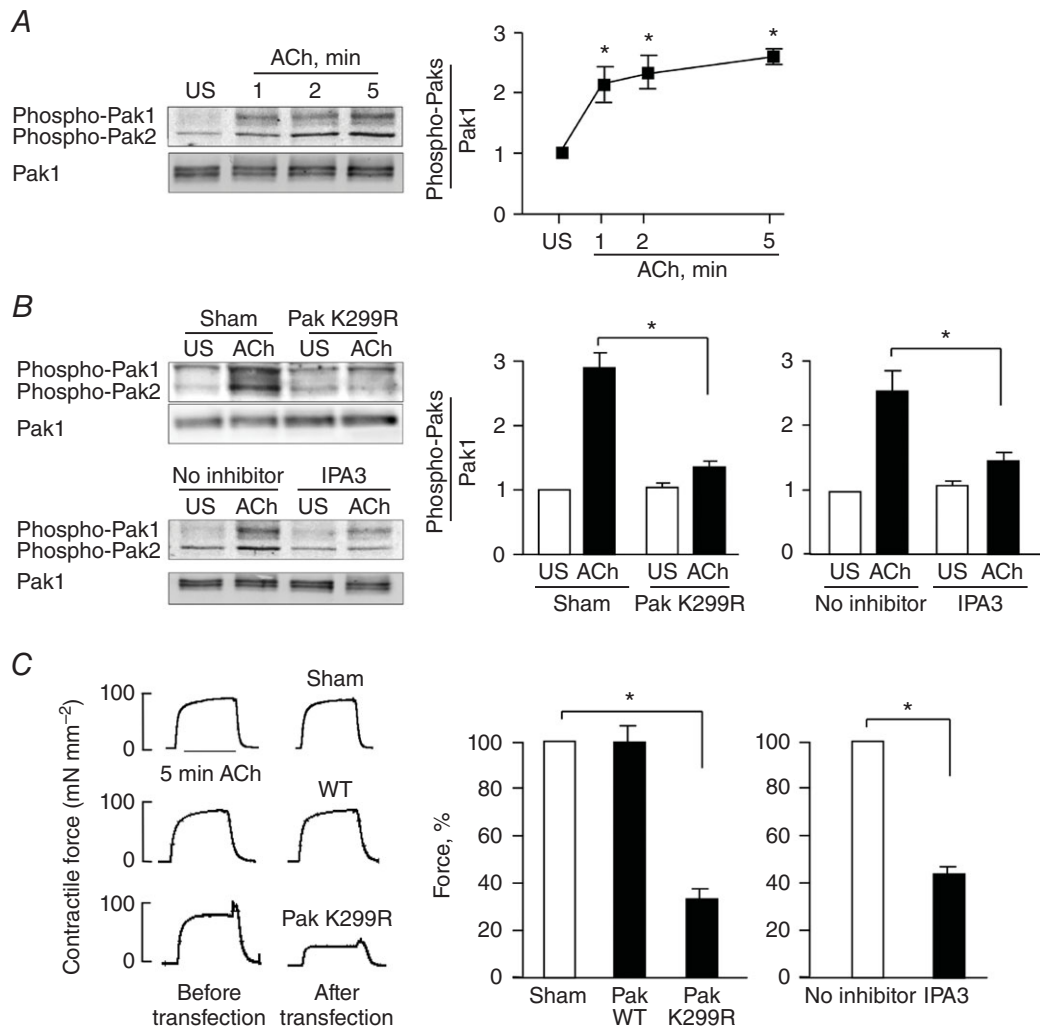 A
ACh, min
US 1 2 5
Phospho-Pak1
Phospho-Pak2
Pak1
Phospho-Paks
Pak1
3
2
1
0
US 1 2 5
ACh, min
* * *
B
Sham Pak K299R
US ACh US ACh
Phospho-Pak1
Phospho-Pak2
Pak1
No inhibitor IPA3
US ACh US ACh
Phospho-Pak1
Phospho-Pak2
Pak1
Phospho-Paks
Pak1
3
2
1
0
*
US ACh US ACh
Sham Pak K299R
3
2
1
0
*
US ACh US ACh
No inhibitor IPA3
C
Contractile force (mN mm−2)
100
0
Sham
5 min ACh
100
0
WT
100
0
Pak K299R
Before
transfection
After
transfection
Force, %
100
80
60
40
20
0
*
Sham Pak
WT
Pak
K299R
100
80
60
40
20
0
*
No inhibitor IPA3